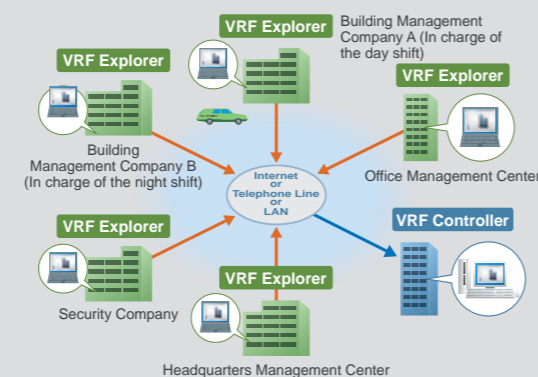 VRF Explorer
Building Management
Company A (In charge of
the day shift)
VRF Explorer
Building
Management Company B
(In charge of the night shift)
VRF Explorer
Office Management Center
Internet
or
Telephone Line
or
LAN
VRF Explorer
Security Company
VRF Controller
VRF Explorer
Headquarters Management Center